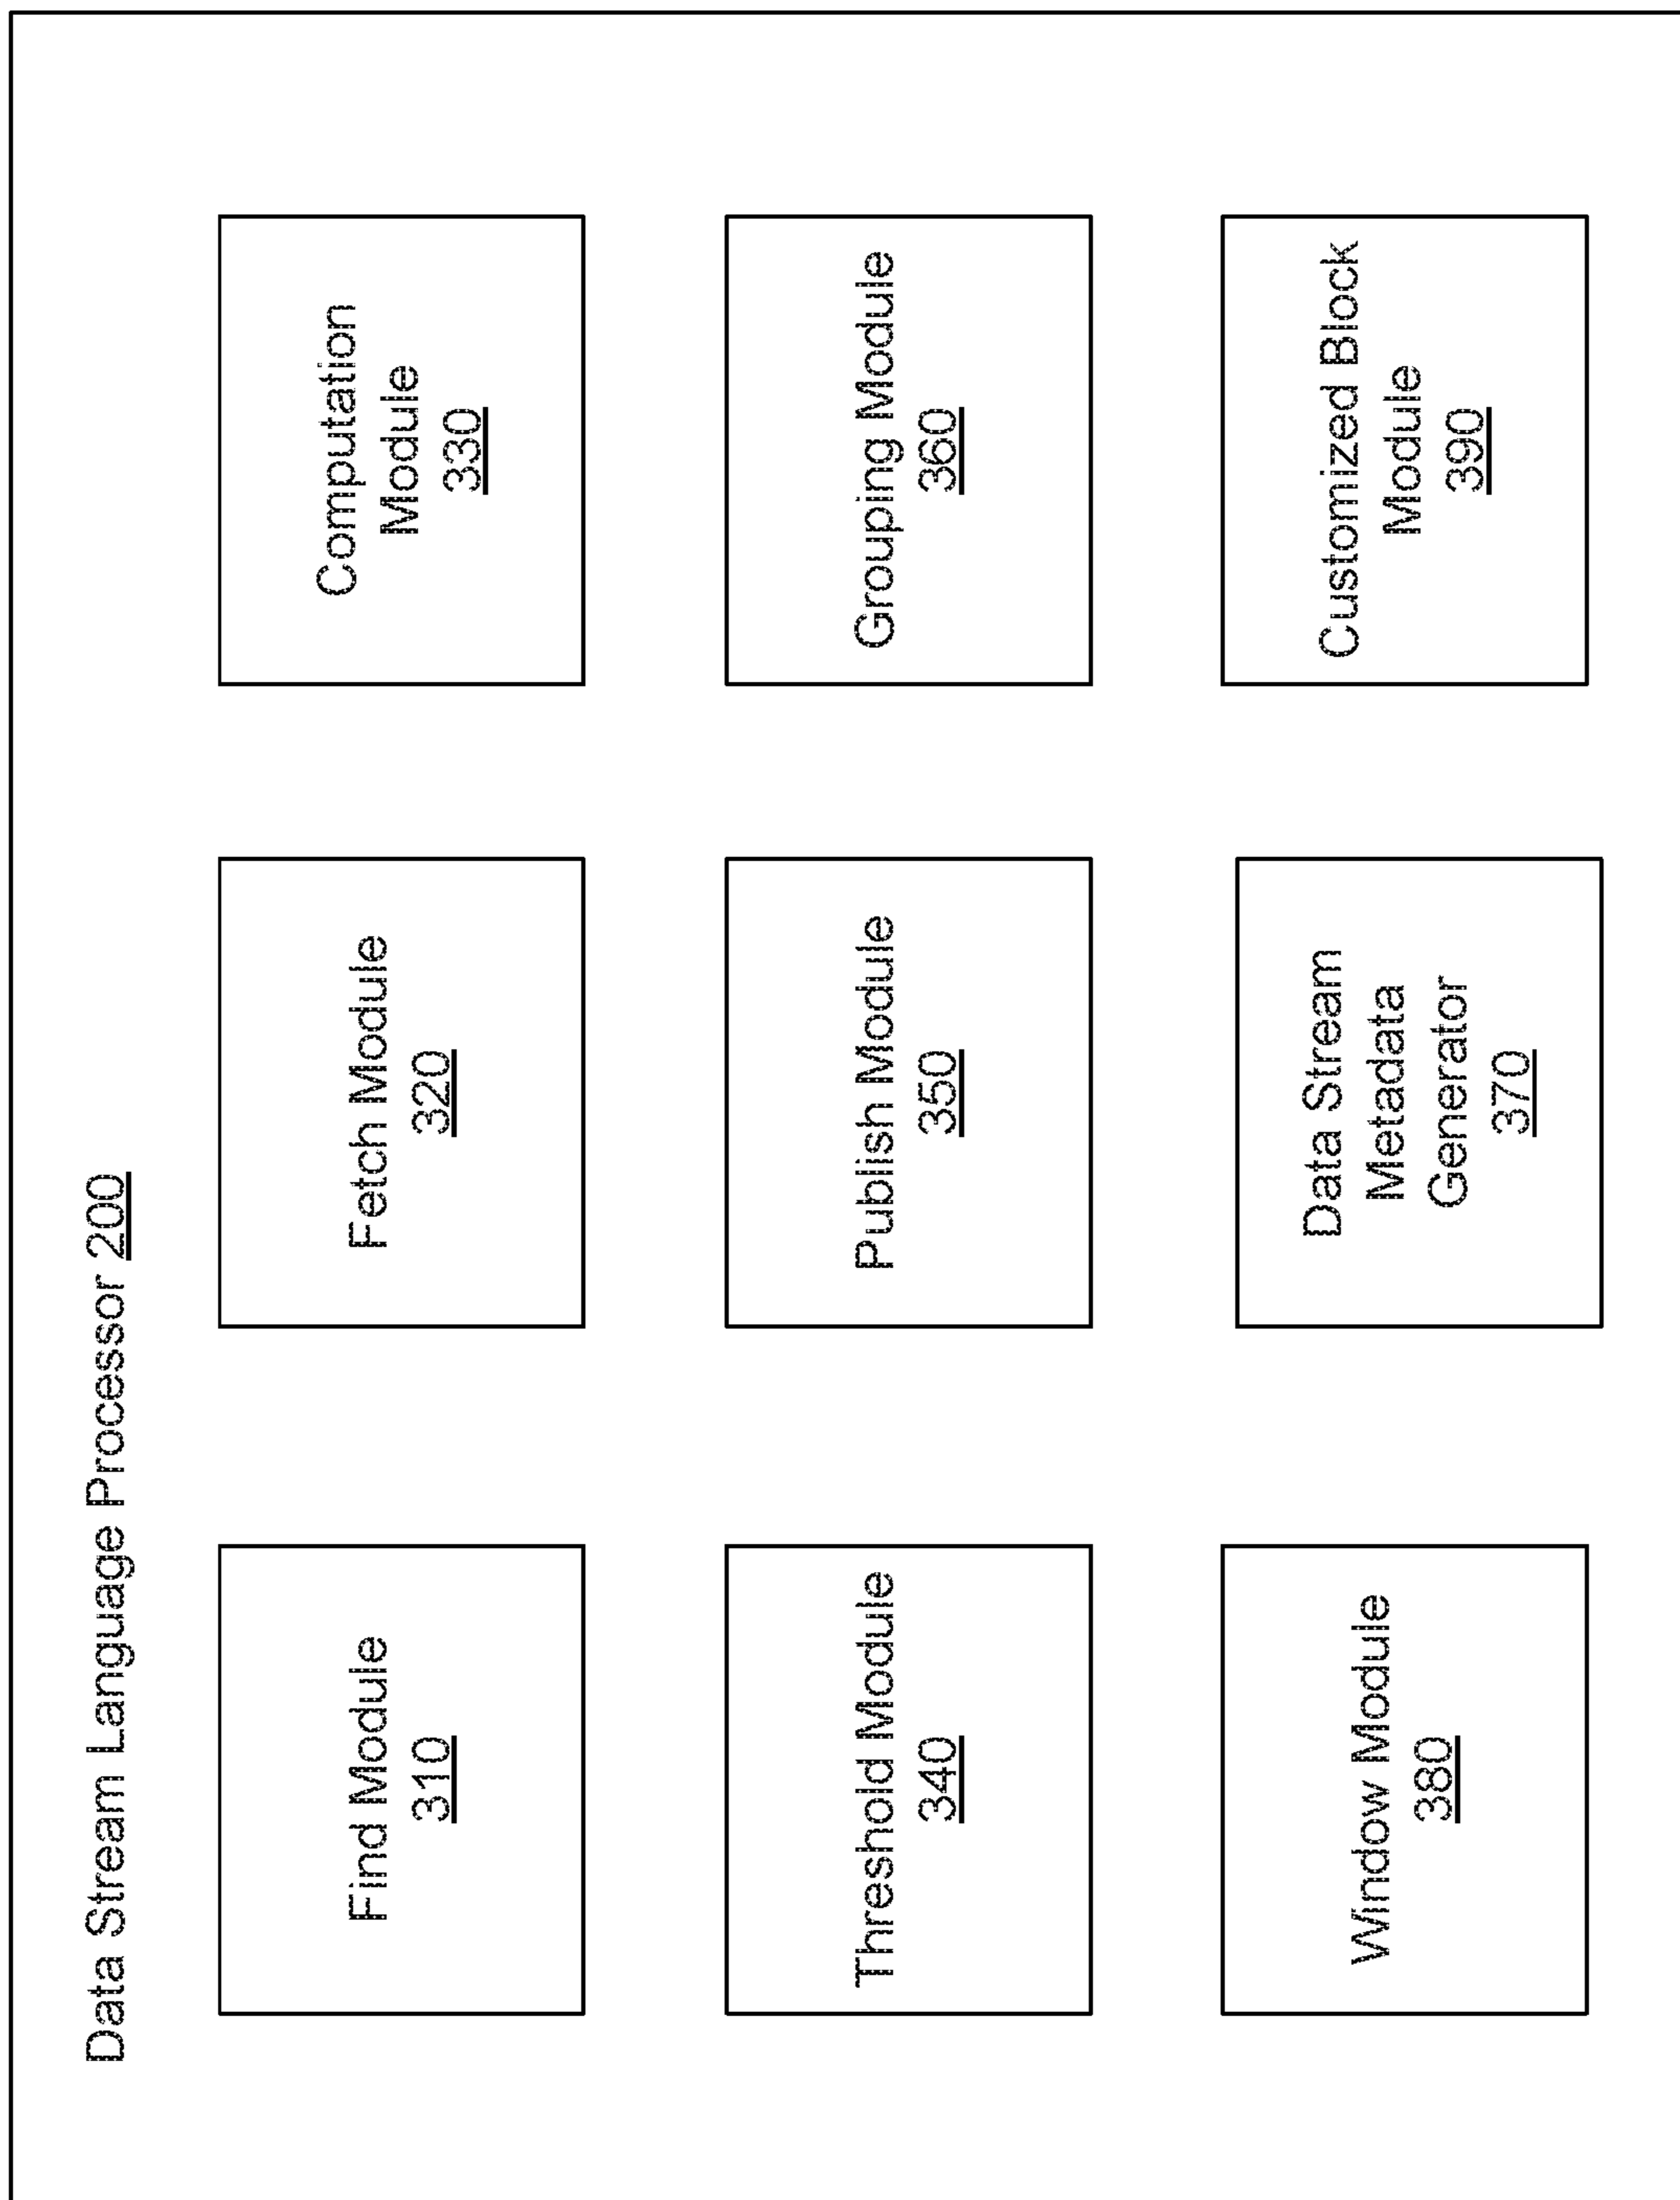 Data Stream Language Processor 200
Find Module
310
Fetch Module
320
Computation
Module
330
Threshold Module
340
Publish Module
350
Grouping Module
360
Window Module
380
Data Stream
Metadata
Generator
370
Customized Block
Module
390